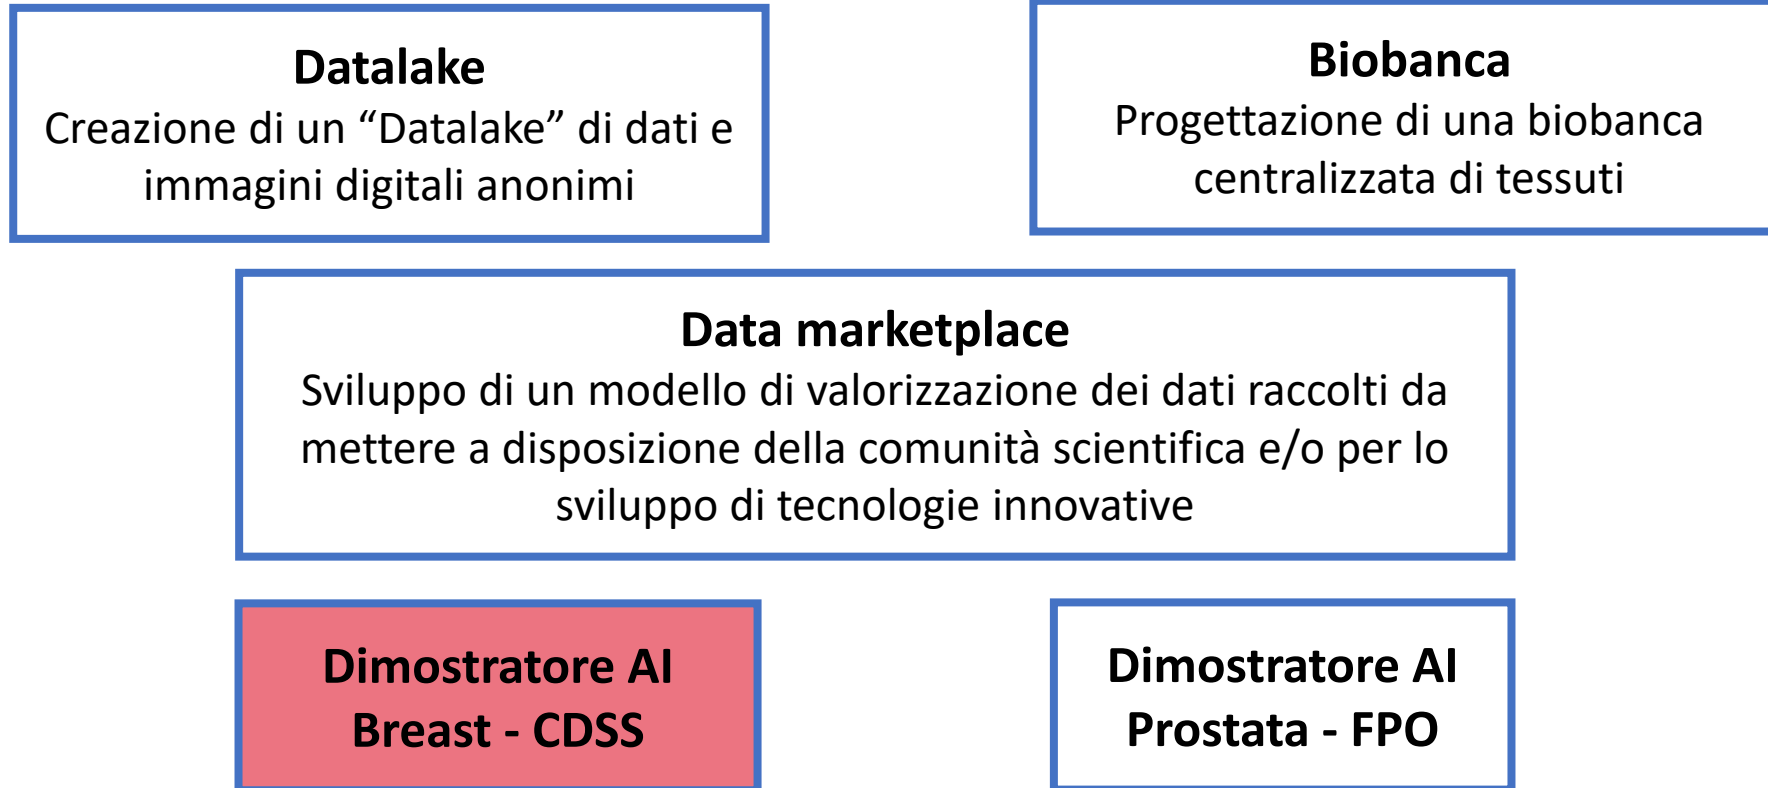 Datalake
Creazione di un “Datalake” di dati e
immagini digitali anonimi
Biobanca
Progettazione di una biobanca
centralizzata di tessuti
Data marketplace
Sviluppo di un modello di valorizzazione dei dati raccolti da
mettere a disposizione della comunità scientifica e/o per lo
sviluppo di tecnologie innovative
Dimostratore AI
Breast - CDSS
Dimostratore AI
Prostata - FPO